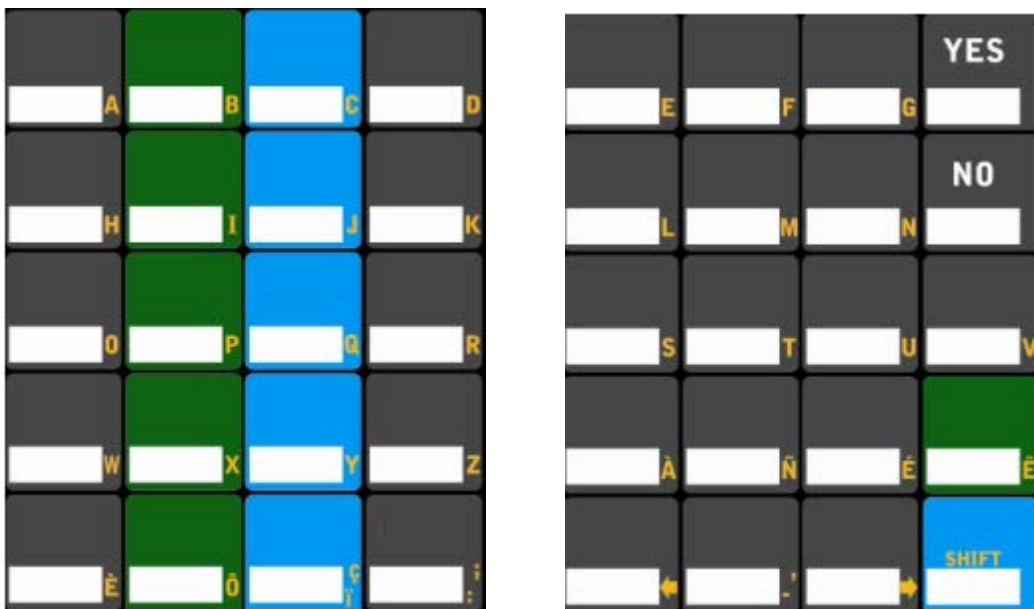 A B C D E F G YES
H I J K L M N NO
O P Q R S T U V
W X Y Z À Ñ É Ê
È Ô Ç Ï : ← ' - → SHIFT